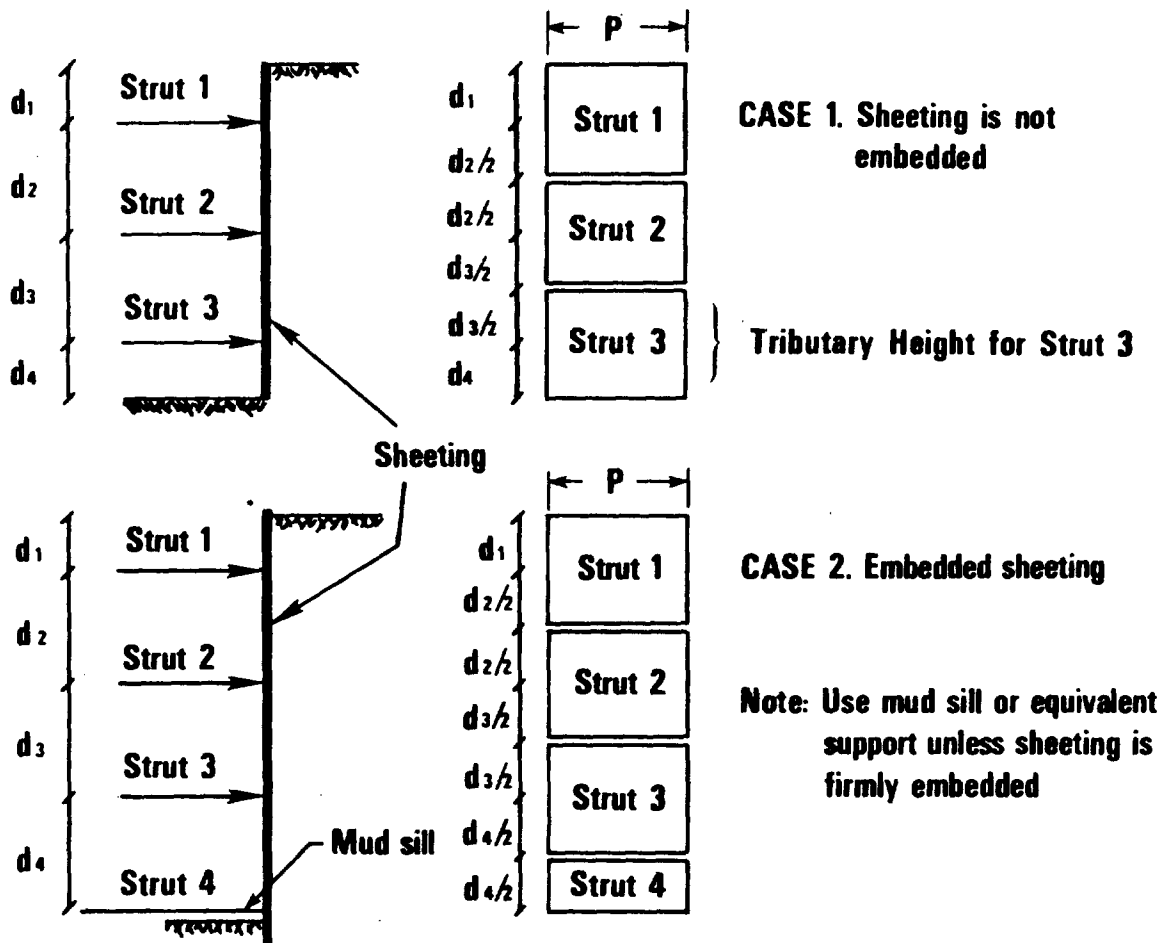 P
Strut 1
d1
d1
Strut 1
CASE 1. Sheeting is not
embedded
d2/2
d2
Strut 2
d2/2
Strut 2
d3/2
d3
Strut 3
d3/2
Strut 3
Tributary Height for Strut 3
d4
d4
Sheeting
P
Strut 1
d1
d1
Strut 1
CASE 2. Embedded sheeting
d2/2
d2
Strut 2
d2/2
Strut 2
Note: Use mud sill or equivalent
support unless sheeting is
firmly embedded
d3/2
d3
Strut 3
d3/2
Strut 3
d4/2
Mud sill
d4
Strut 4
d4/2
Strut 4